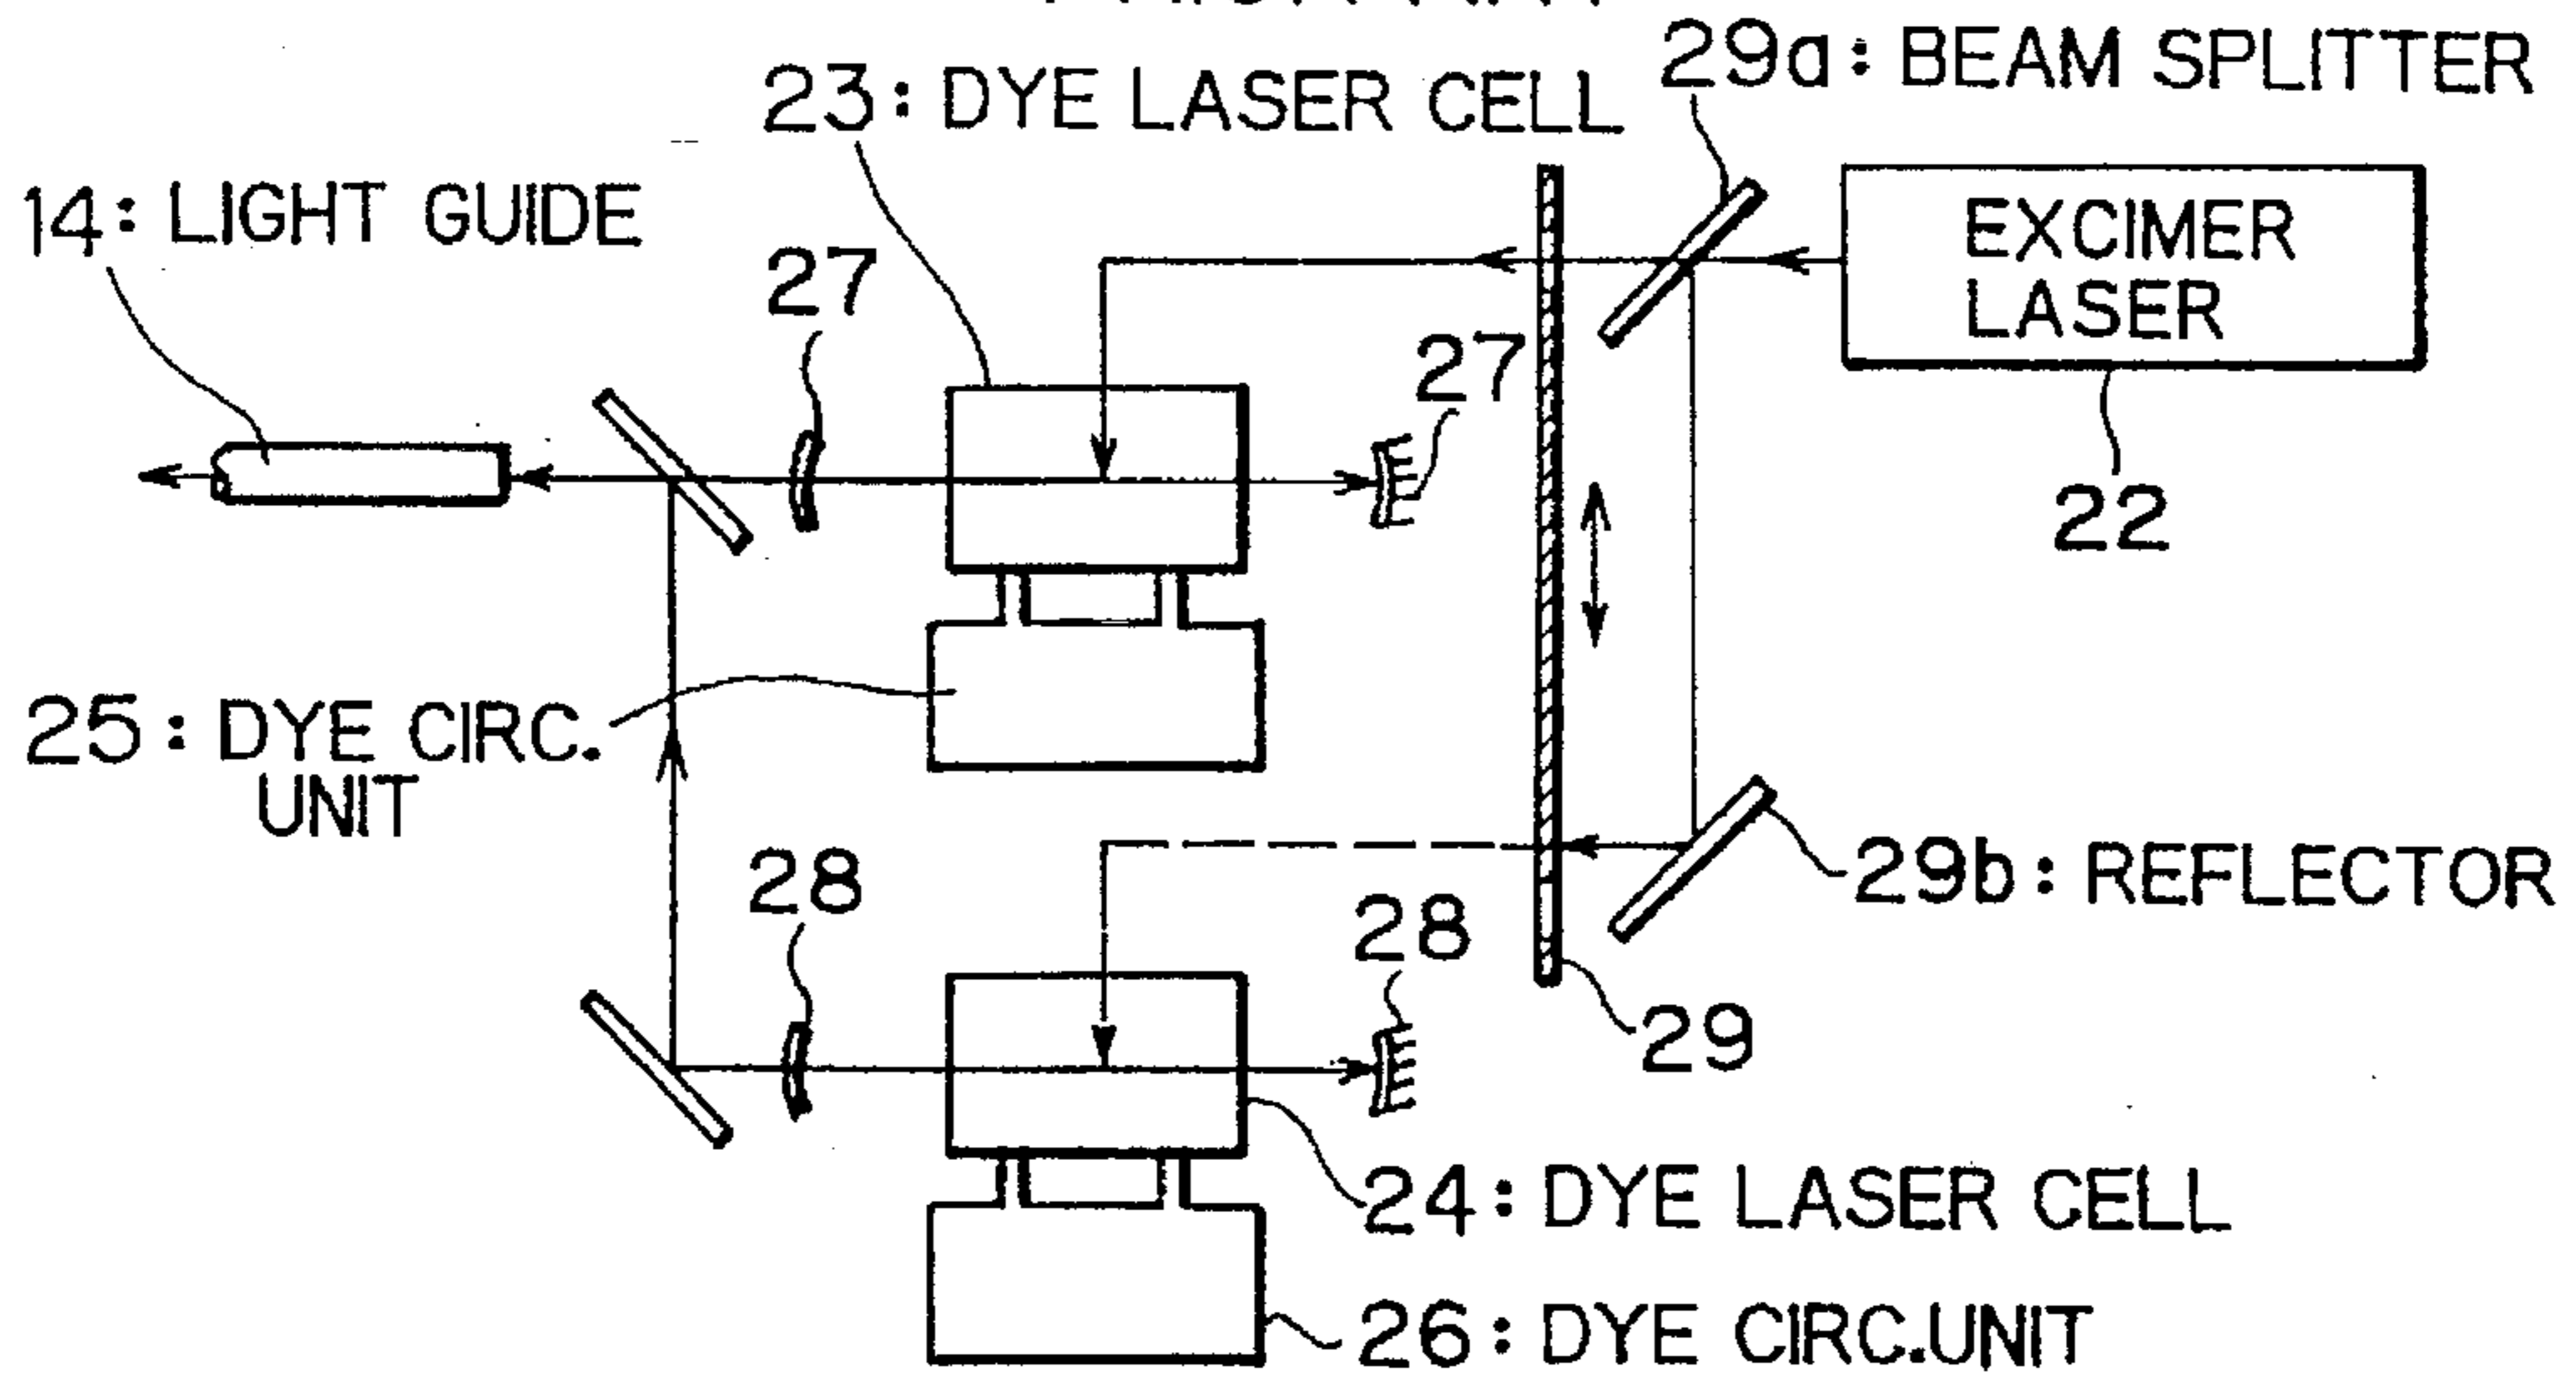 29a: BEAM SPLITTER
23: DYE LASER CELL
14: LIGHT GUIDE
EXCIMER
LASER
27
27
22
25: DYE CIRC.
UNIT
28
29b: REFLECTOR
28
29
24: DYE LASER CELL
26: DYE CIRC.UNIT